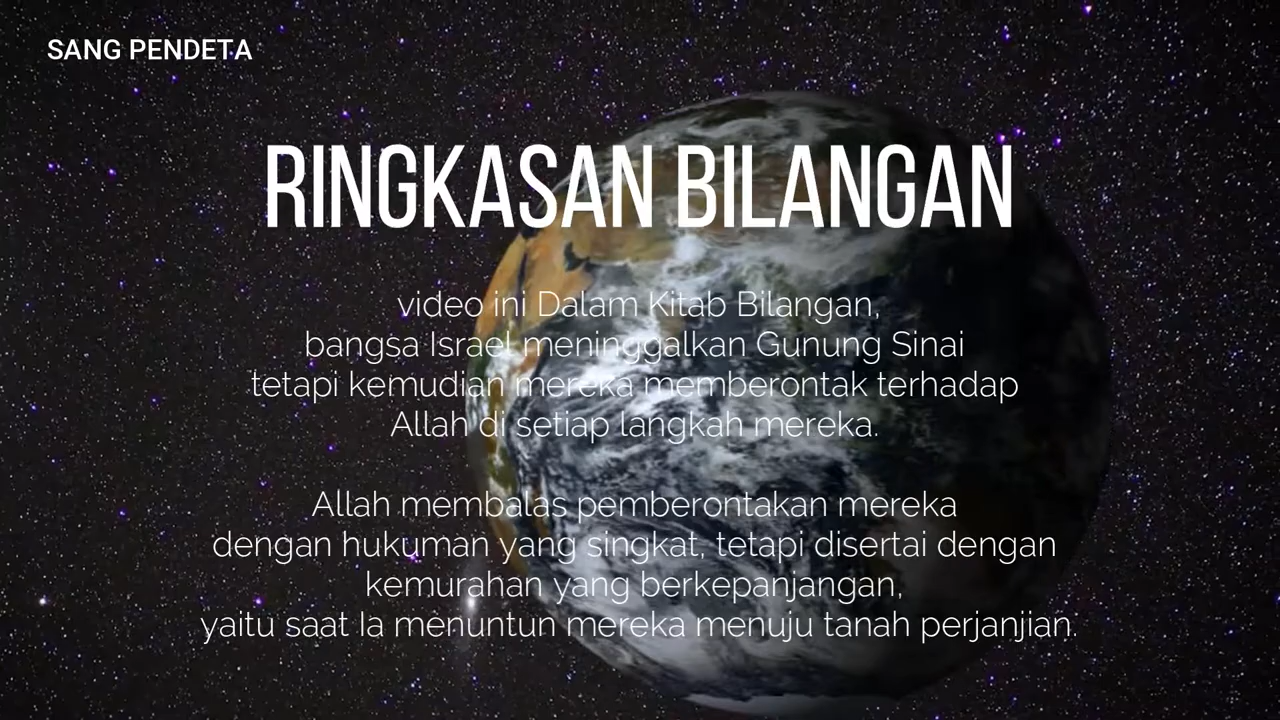 SANG PENDETA
RINGKASAN BILANGAN
video ini Dalam Kitab Bilangan,
bangsa Israel meninggalkan Gunung Sinai
tetapi kemudian mereka memberontak terhadap
Allah di setiap langkah mereka.
Allah membalas pemberontakan mereka
dengan hukuman yang singkat, tetapi disertai dengan
kemurahan yang berkepanjangan,
yaitu saat Ia menuntun mereka menuju tanah perjanjian.